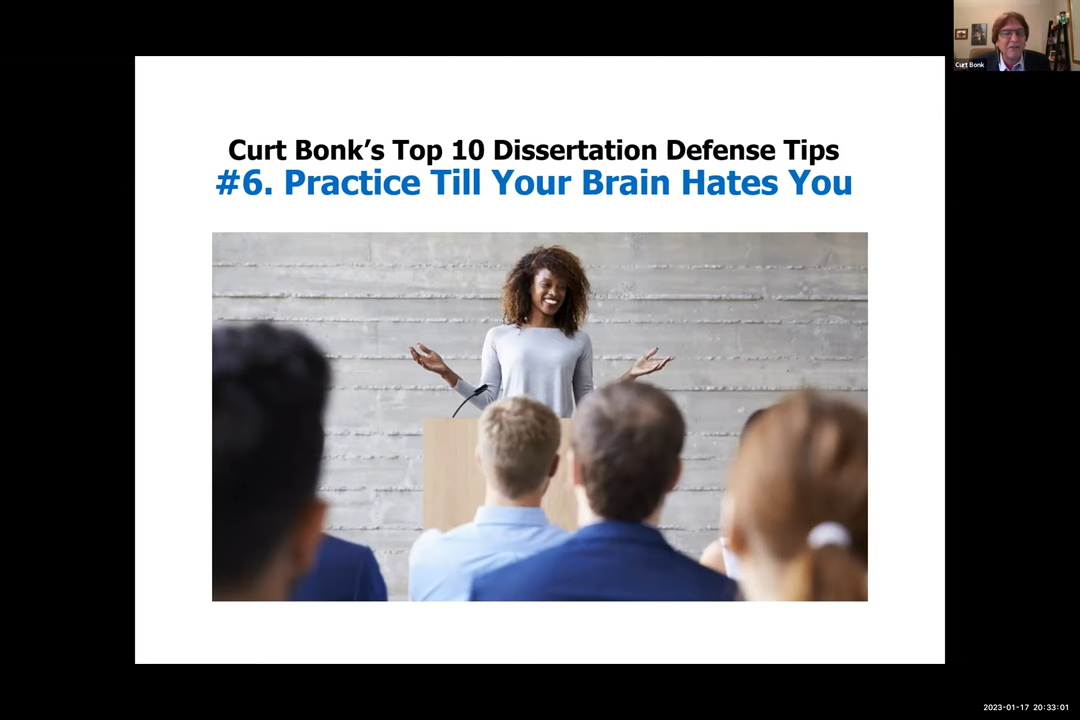 Curt Bonk
Curt Bonk’s Top 10 Dissertation Defense Tips
#6. Practice Till Your Brain Hates You
2023-01-17 20:33:01